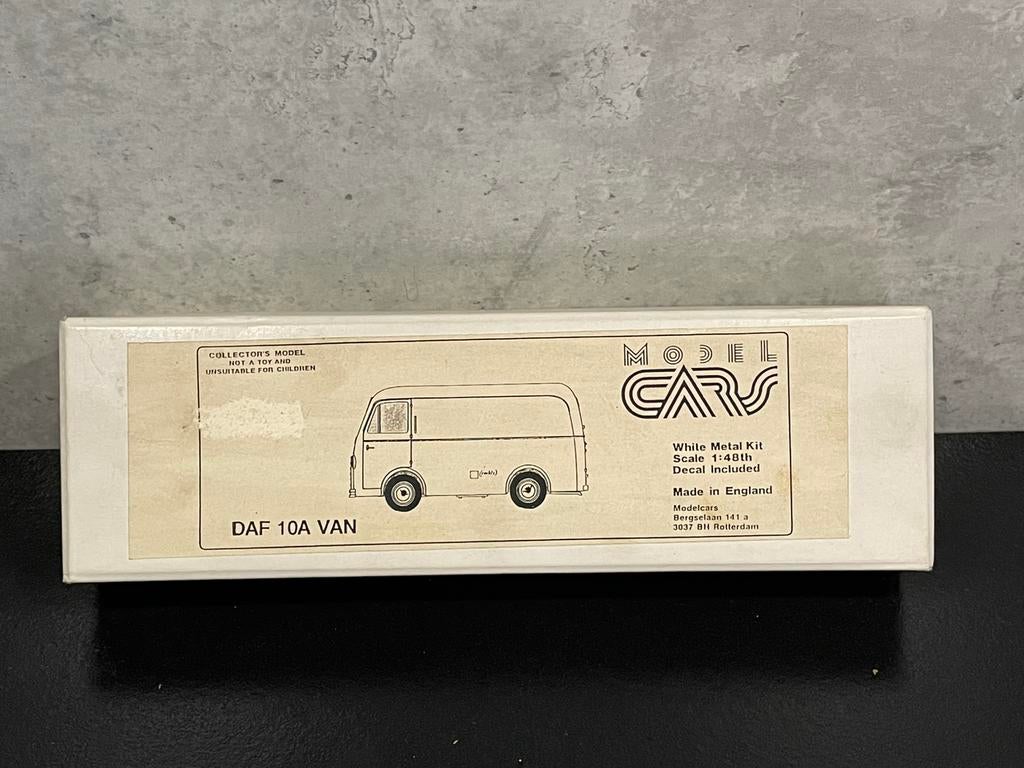 COLLECTOR'S MODEL
NOT A TOY AND
UNSUITABLE FOR CHILDREN
MODEL
CARS
White Metal Kit
Scale 1:48th
Decal Included
Made in England
Modelcars
Bergselaan 141 a
3037 BH Rotterdam
DAF 10A VAN